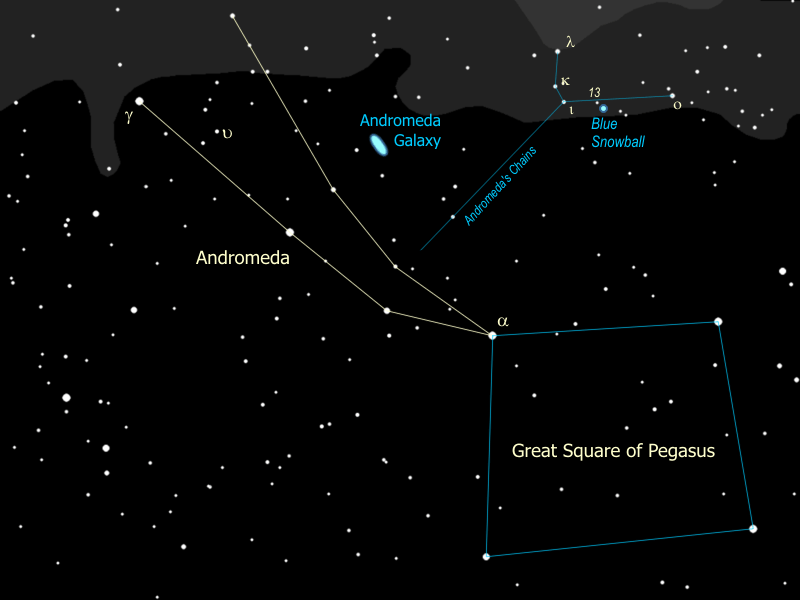 λ
κ
13
ι
ο
Blue
Snowball
γ
υ
Andromeda
Galaxy
Andromeda's Chains
Andromeda
α
Great Square of Pegasus